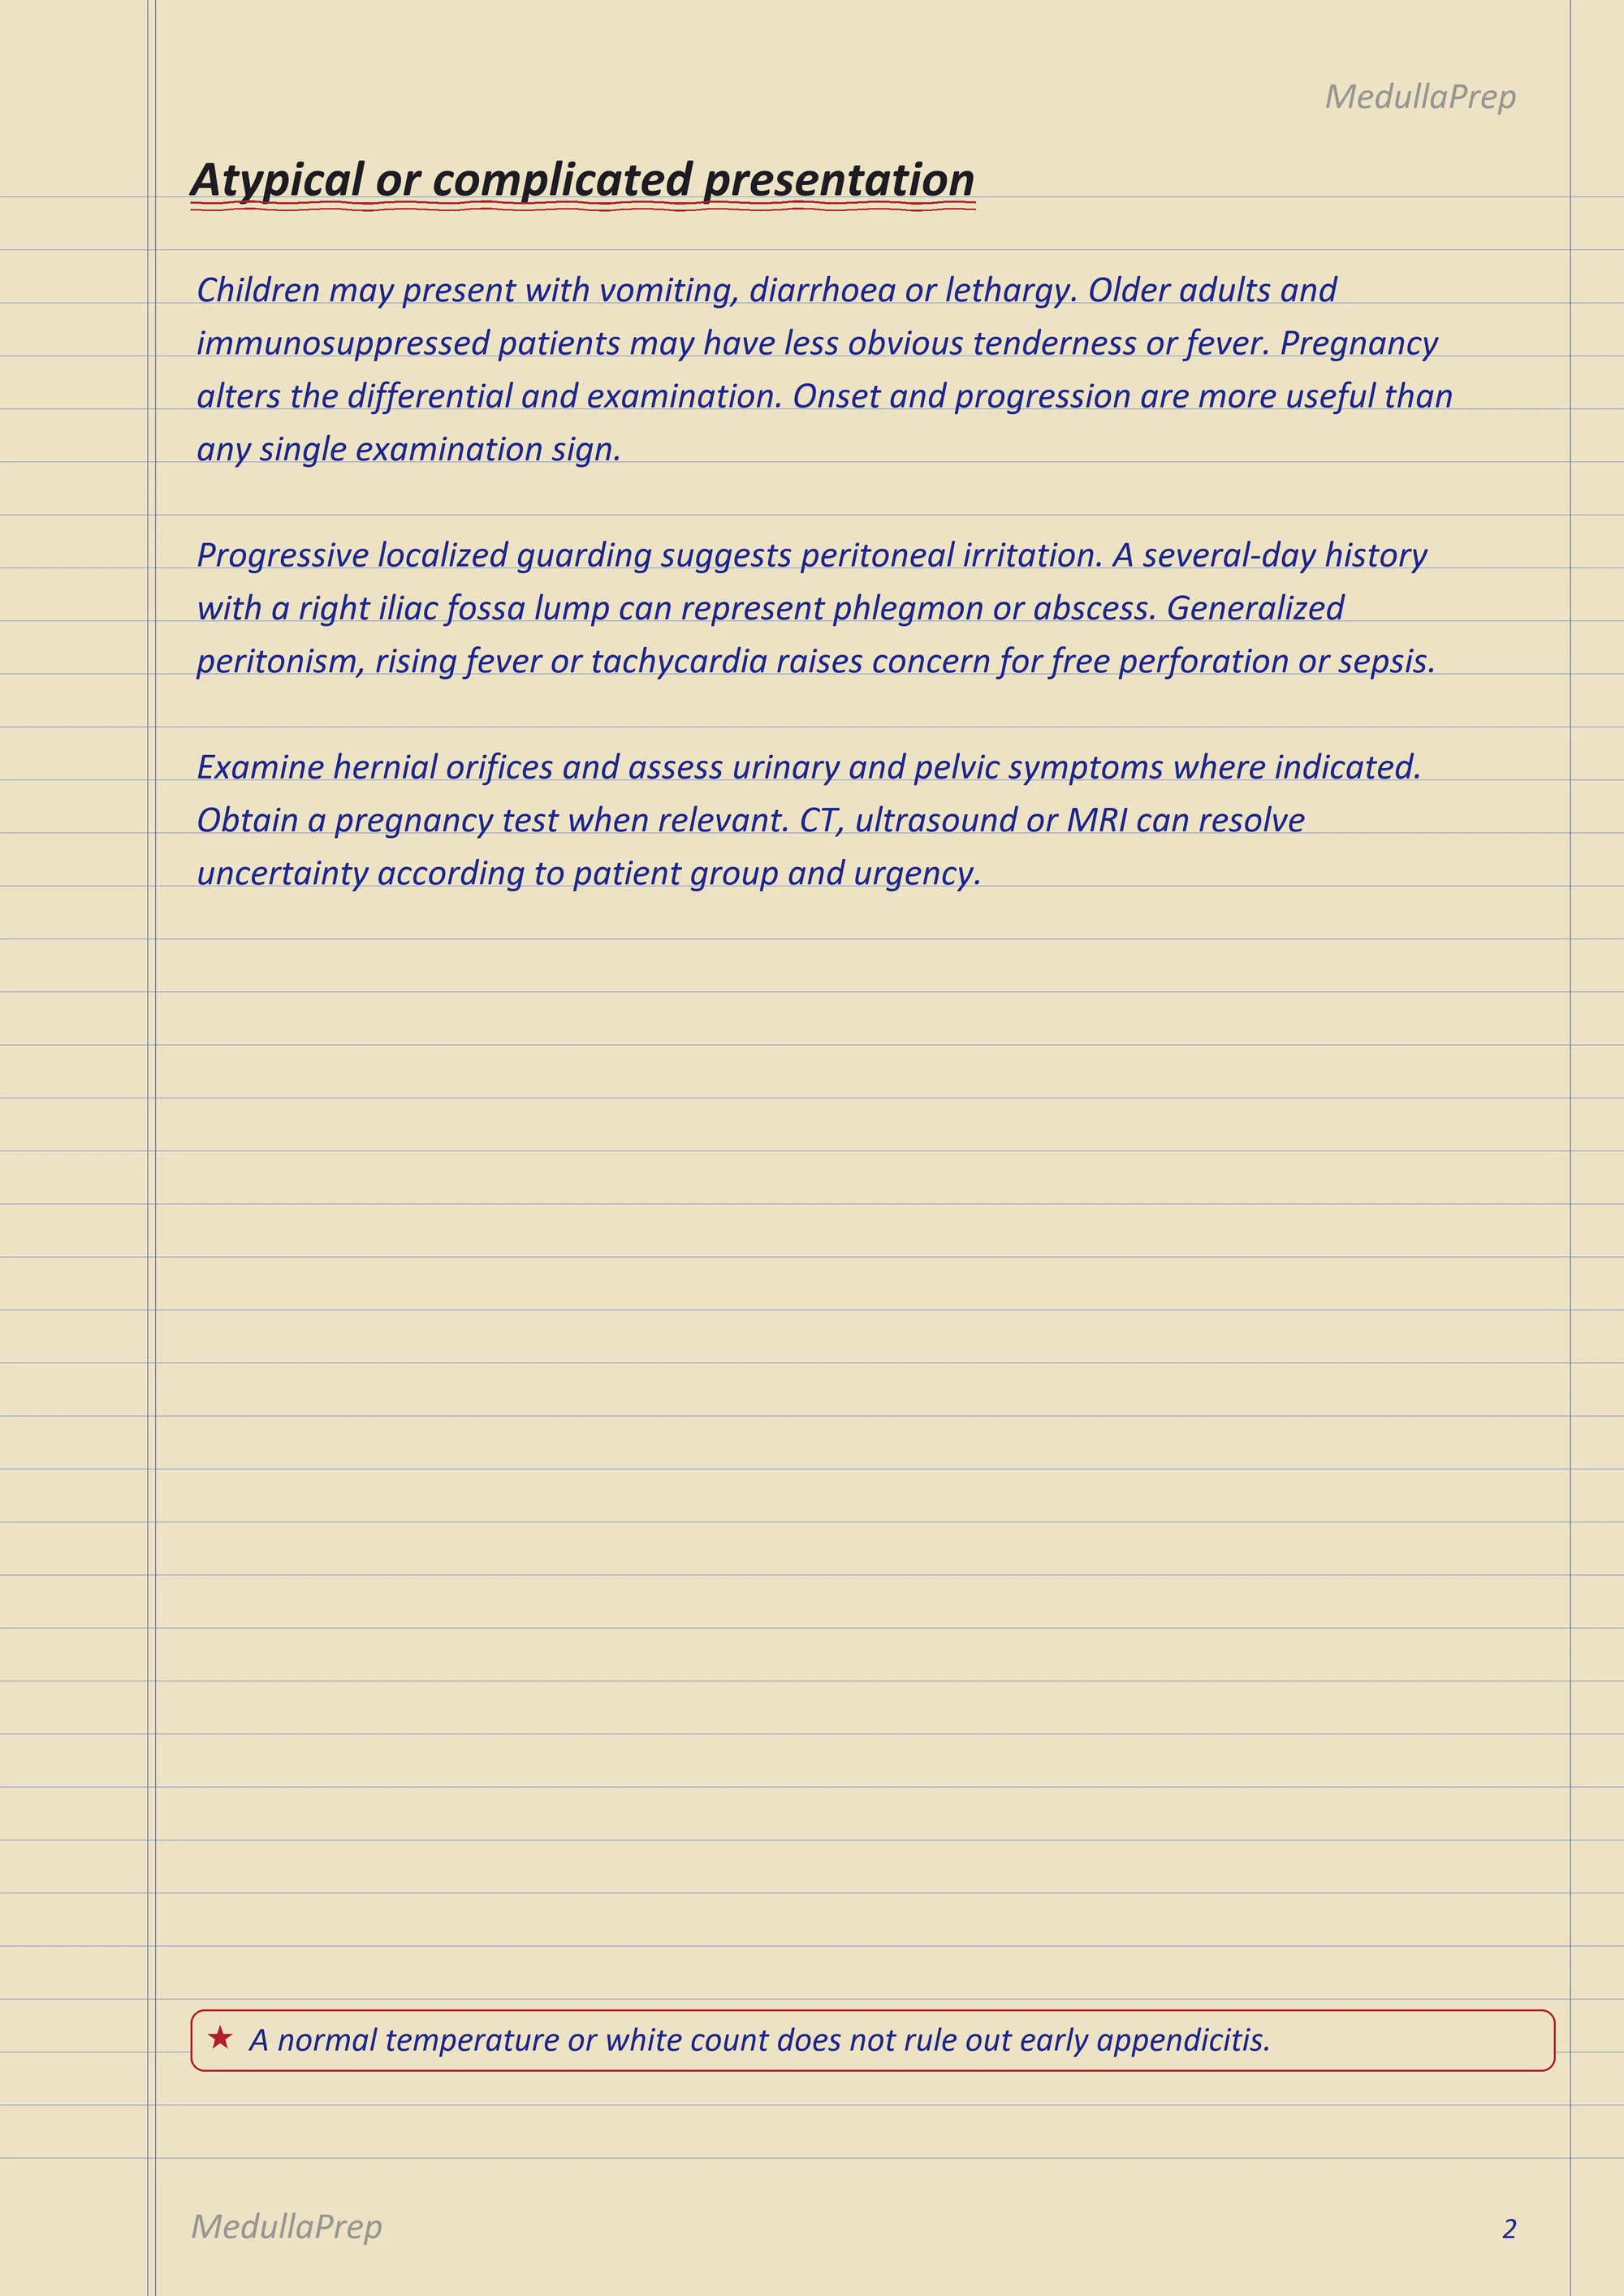 MedullaPrep
Atypical or complicated presentation
Children may present with vomiting, diarrhoea or lethargy. Older adults and
immunosuppressed patients may have less obvious tenderness or fever. Pregnancy
alters the differential and examination. Onset and progression are more useful than
any single examination sign.
Progressive localized guarding suggests peritoneal irritation. A several-day history
with a right iliac fossa lump can represent phlegmon or abscess. Generalized
peritonism, rising fever or tachycardia raises concern for free perforation or sepsis.
Examine hernial orifices and assess urinary and pelvic symptoms where indicated.
Obtain a pregnancy test when relevant. CT, ultrasound or MRI can resolve
uncertainty according to patient group and urgency.
★ A normal temperature or white count does not rule out early appendicitis.
MedullaPrep
2